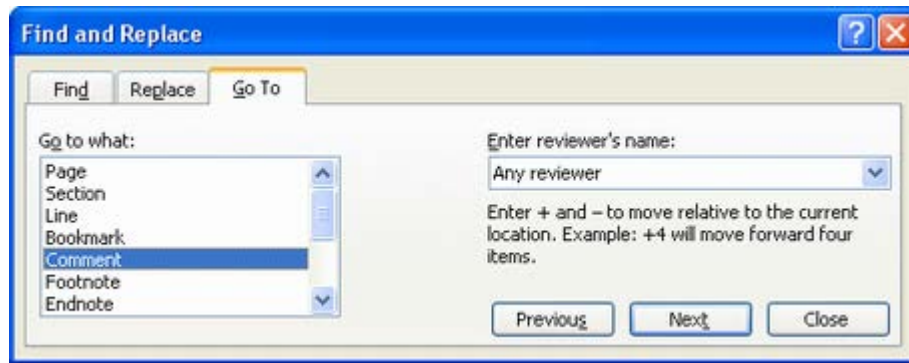 Find and Replace
Find Replace Go To
Go to what:
Page
Section
Line
Bookmark
Comment
Footnote
Endnote
Enter reviewer's name:
Any reviewer
Enter + and – to move relative to the current
location. Example: +4 will move forward four
items.
Previous Next Close